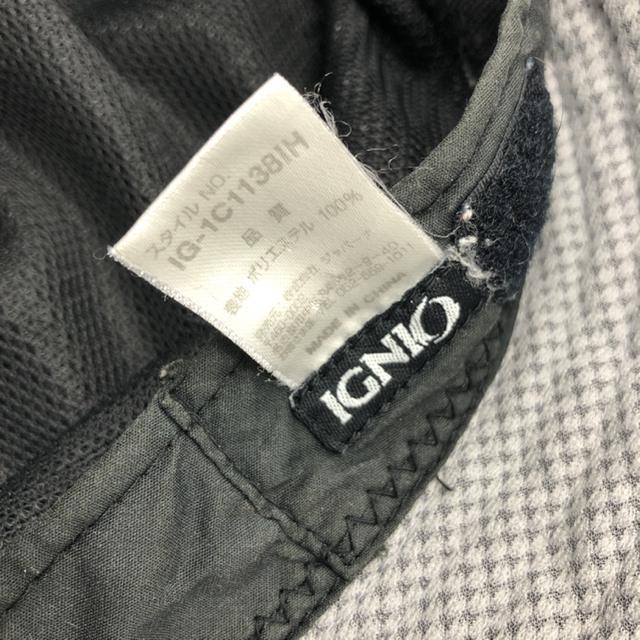 スタイル NO.
IG-1C11381H
品 質
表地 ポリエステル 100%
MADE IN CHINA
IGNIO